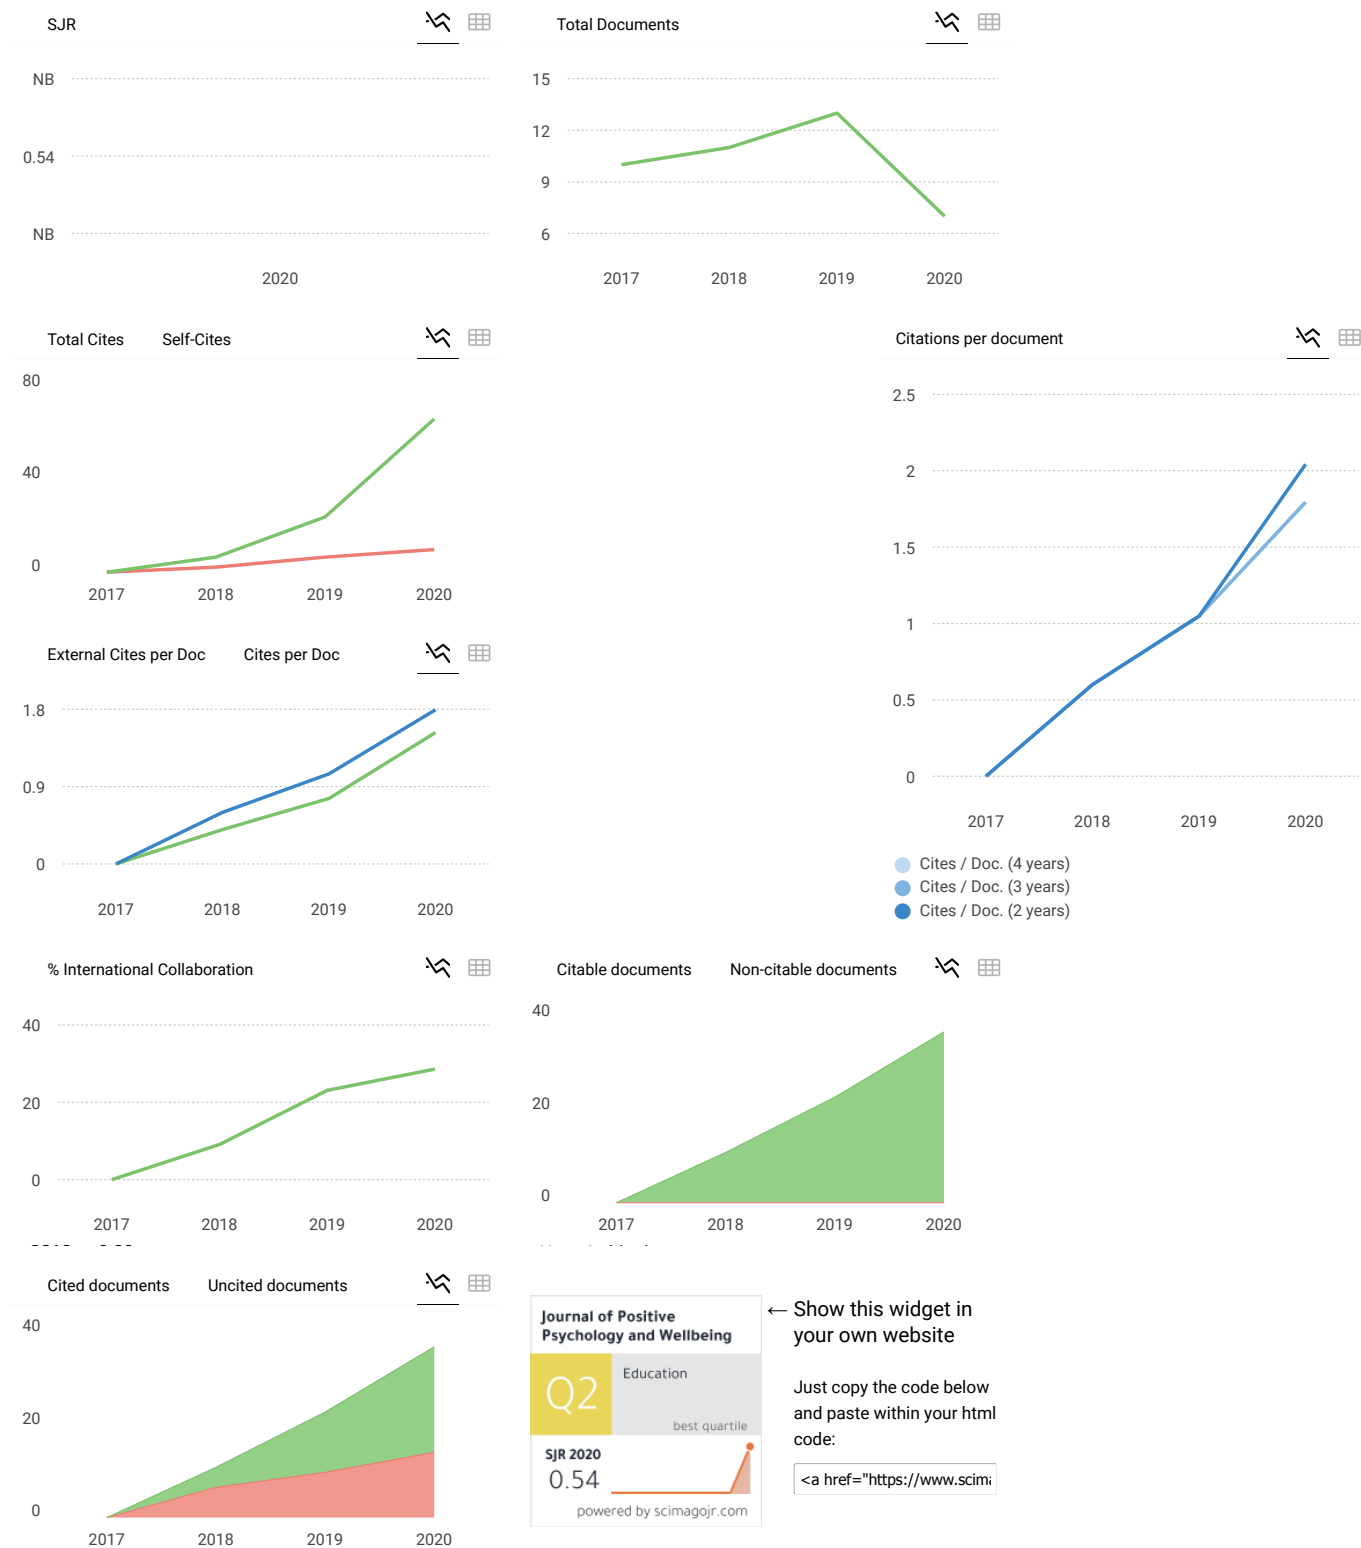 SJR
NB
0.54
NB
2020
Total Documents
15
12
9
6
2017 2018 2019 2020
Total Cites Self-Cites
80
40
0
2017 2018 2019 2020
Citations per document
2.5
2
1.5
1
0.5
0
2017 2018 2019 2020
Cites / Doc. (4 years)
Cites / Doc. (3 years)
Cites / Doc. (2 years)
External Cites per Doc Cites per Doc
1.8
0.9
0
2017 2018 2019 2020
% International Collaboration
40
20
0
2017 2018 2019 2020
Citable documents Non-citable documents
40
20
0
2017 2018 2019 2020
Cited documents Uncited documents
40
20
0
2017 2018 2019 2020
Journal of Positive
Psychology and Wellbeing
Q2
Education
best quartile
SJR 2020
0.54
powered by scimagojr.com
← Show this widget in
your own website
Just copy the code below
and paste within your html
code:
<a href="https://www.scima